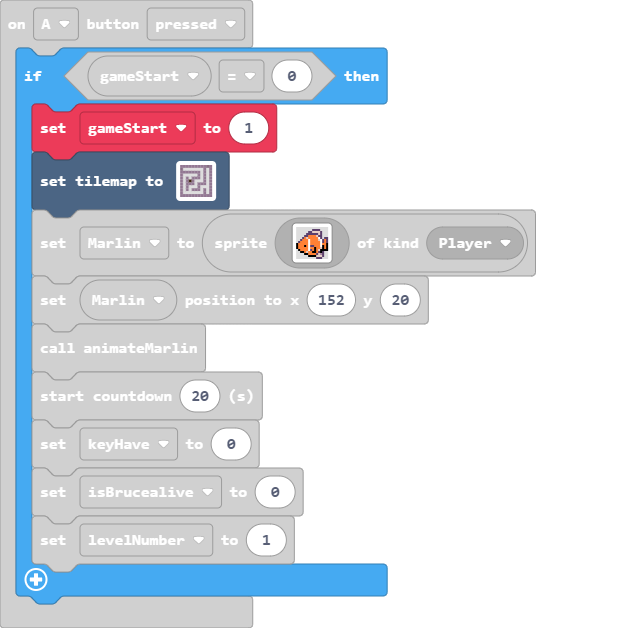 on A button pressed
if gameStart = 0 then
set gameStart to 1
set tilemap to
set Marlin to sprite of kind Player
set Marlin position to x 152 y 20
call animateMarlin
start countdown 20 (s)
set keyHave to 0
set isBrucealive to 0
set levelNumber to 1